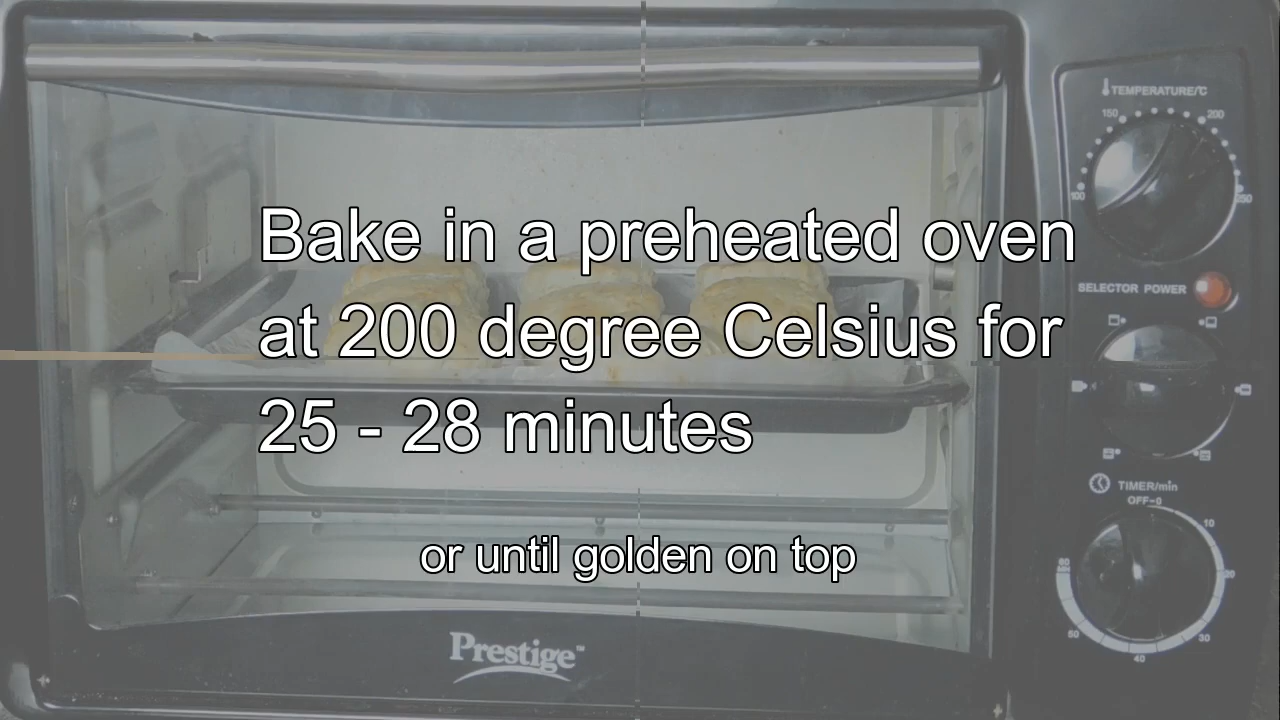 Bake in a preheated oven
at 200 degree Celsius for
25 - 28 minutes
or until golden on top
Prestige™
TEMPERATURE/°C
150
200
100
250
SELECTOR POWER
TIMER/min
OFF-0
10
20
30
40
50
60